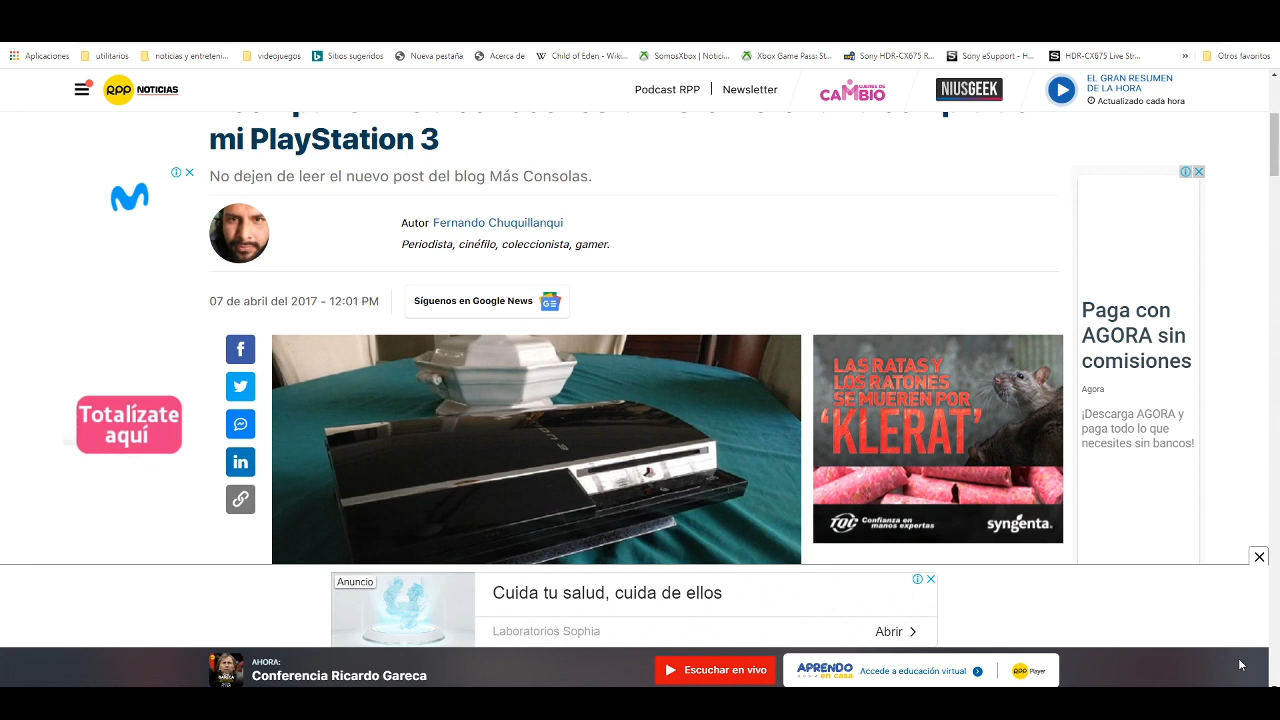 Aplicaciones
utilitarios
noticias y entreteni...
videojuegos
Sitios sugeridos
Nueva pestaña
Acerca de
Child of Eden - Wiki...
SomosXbox | Notici...
Xbox Game Pass: St...
Sony HDR-CX675 R...
Sony eSupport - H...
HDR-CX675 Live Str...
»
Otros favoritos
RPP NOTICIAS
Podcast RPP
Newsletter
CAMBIO
NIUSGEEK
EL GRAN RESUMEN
DE LA HORA
Actualizado cada hora
mi PlayStation 3
No dejen de leer el nuevo post del blog Más Consolas.
Autor Fernando Chuquillanqui
Periodista, cinéfilo, coleccionista, gamer.
07 de abril del 2017 - 12:01 PM
Síguenos en Google News
Totalízate
aquí
LAS RATAS Y
LOS RATONES
SE MUEREN POR
'KLERAT'
TQC Confianza en
manos expertas
syngenta.
Paga con
AGORA sin
comisiones
Agora
¡Descarga AGORA y
paga todo lo que
necesites sin bancos!
Anuncio
Cuida tu salud, cuida de ellos
Laboratorios Sophia
Abrir
AHORA:
Conferencia Ricardo Gareca
GARECA
Escuchar en vivo
APRENDO
en casa
Accede a educación virtual
RPP Player